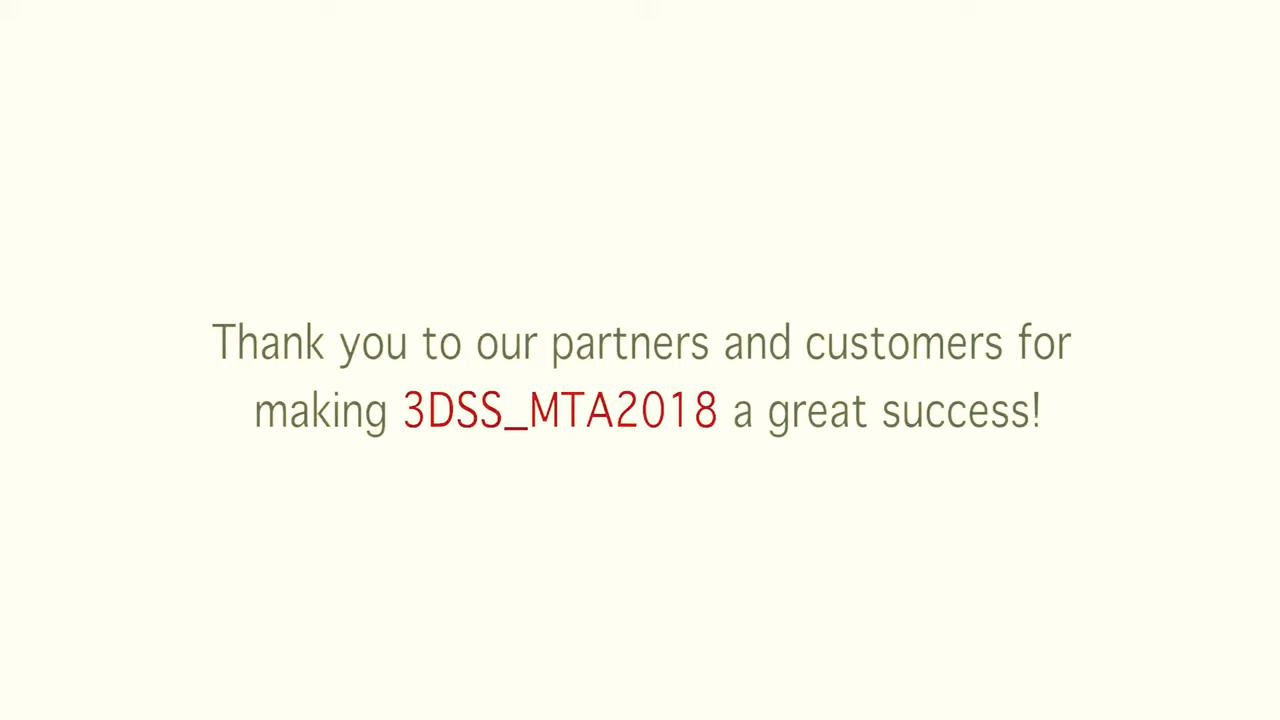 Thank you to our partners and customers for
making 3DSS_MTA2018 a great success!